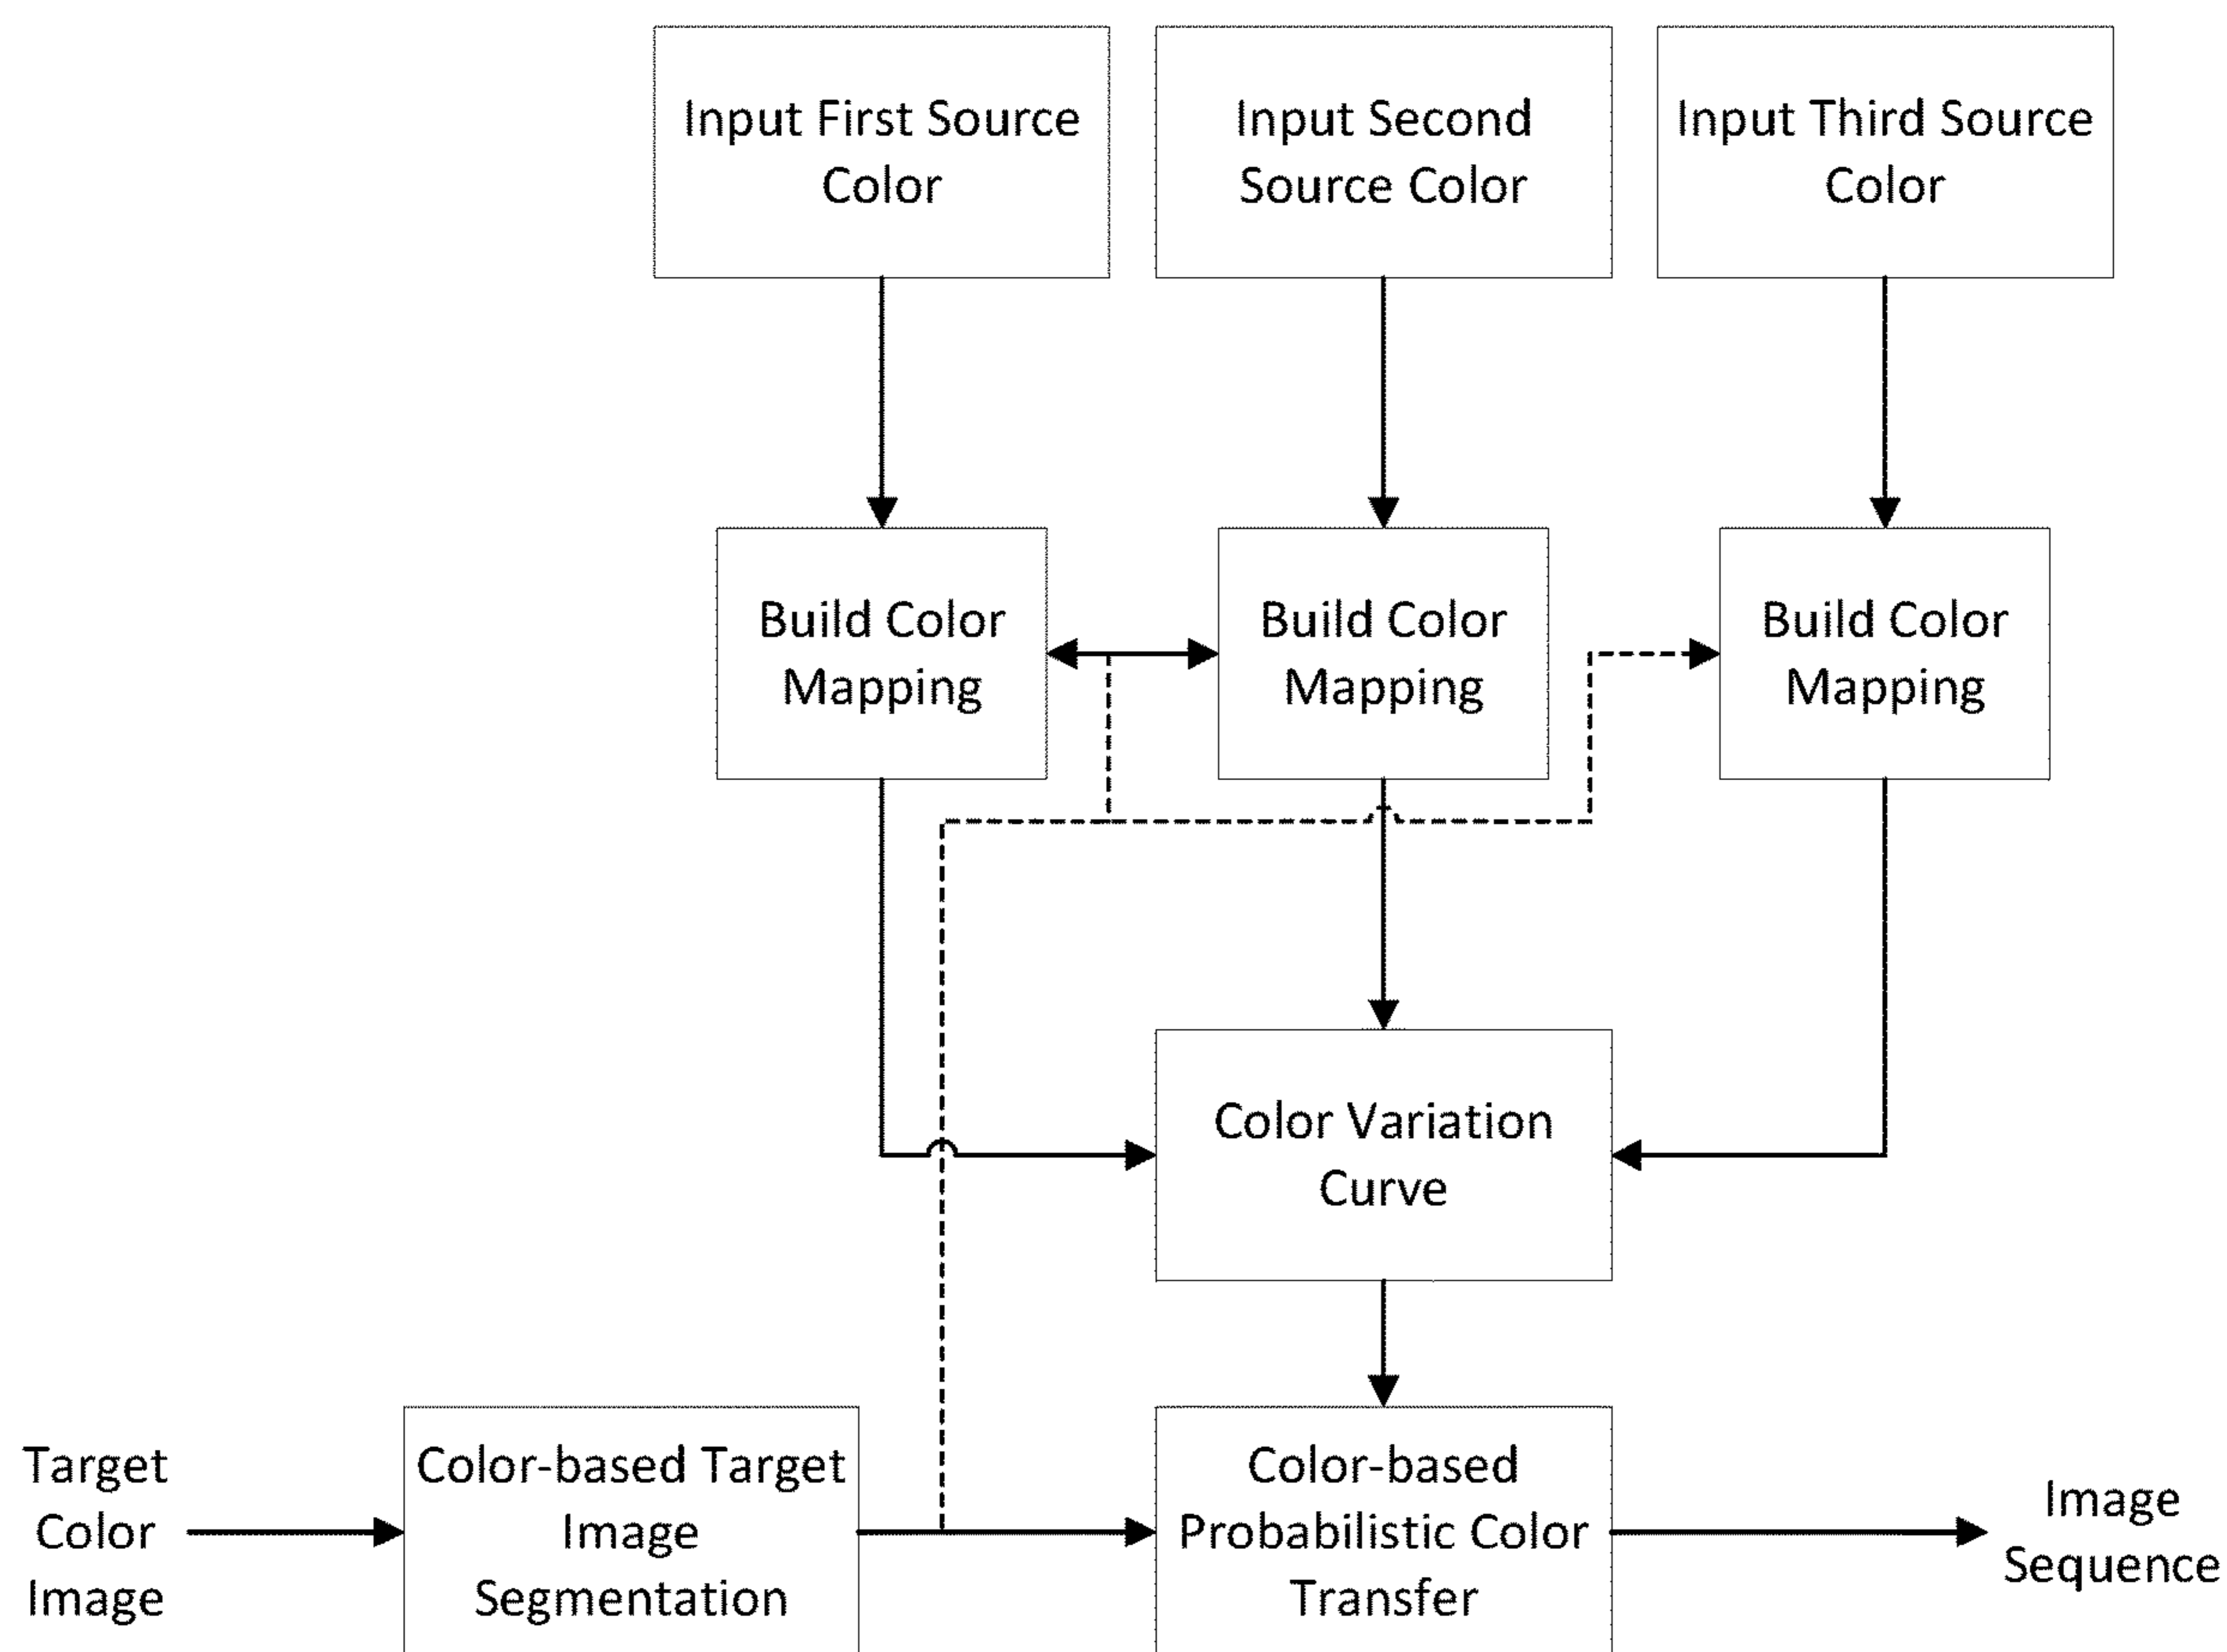 Input First Source
Color
Input Second
Source Color
Input Third Source
Color
Build Color
Mapping
Build Color
Mapping
Build Color
Mapping
Color Variation
Curve
Target
Color
Image
Color-based Target
Image
Segmentation
Color-based
Probabilistic Color
Transfer
Image
Sequence